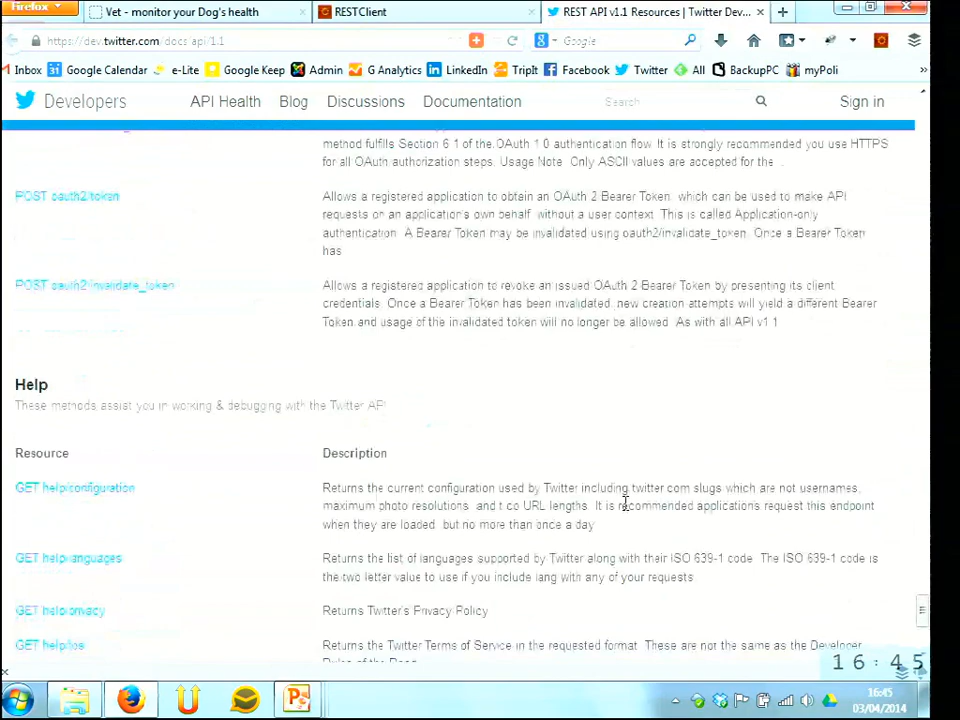 Firefox
Vet - monitor your Dog's health
RESTClient
REST API v1.1 Resources | Twitter Dev...
https://dev.twitter.com/docs/api/1.1
Google
Inbox
Google Calendar
e-Lite
Google Keep
Admin
G Analytics
LinkedIn
TripIt
Facebook
Twitter
All
BackupPC
myPoli
Developers
API Health
Blog
Discussions
Documentation
Search
Sign in
method fulfills Section 6.1 of the OAuth 1.0 authentication flow. It is strongly recommended you use HTTPS
for all OAuth authorization steps. Usage Note: Only ASCII values are accepted for the ...
POST oauth2/token
Allows a registered application to obtain an OAuth 2 Bearer Token, which can be used to make API
requests on an application's own behalf, without a user context. This is called Application-only
authentication. A Bearer Token may be invalidated using oauth2/invalidate_token. Once a Bearer Token
has
POST oauth2/invalidate_token
Allows a registered application to revoke an issued OAuth 2 Bearer Token by presenting its client
credentials. Once a Bearer Token has been invalidated, new creation attempts will yield a different Bearer
Token and usage of the invalidated token will no longer be allowed. As with all API v1.1
Help
These methods assist you in working & debugging with the Twitter API.
Resource
Description
GET help/configuration
Returns the current configuration used by Twitter including twitter.com slugs which are not usernames,
maximum photo resolutions, and t.co URL lengths. It is recommended applications request this endpoint
when they are loaded, but no more than once a day.
GET help/languages
Returns the list of languages supported by Twitter along with their ISO 639-1 code. The ISO 639-1 code is
the two letter value to use if you include lang with any of your requests.
GET help/privacy
Returns Twitter's Privacy Policy
GET help/tos
Returns the Twitter Terms of Service in the requested format. These are not the same as the Developer
Rules of the Road.
16:45
16:45
03/04/2014